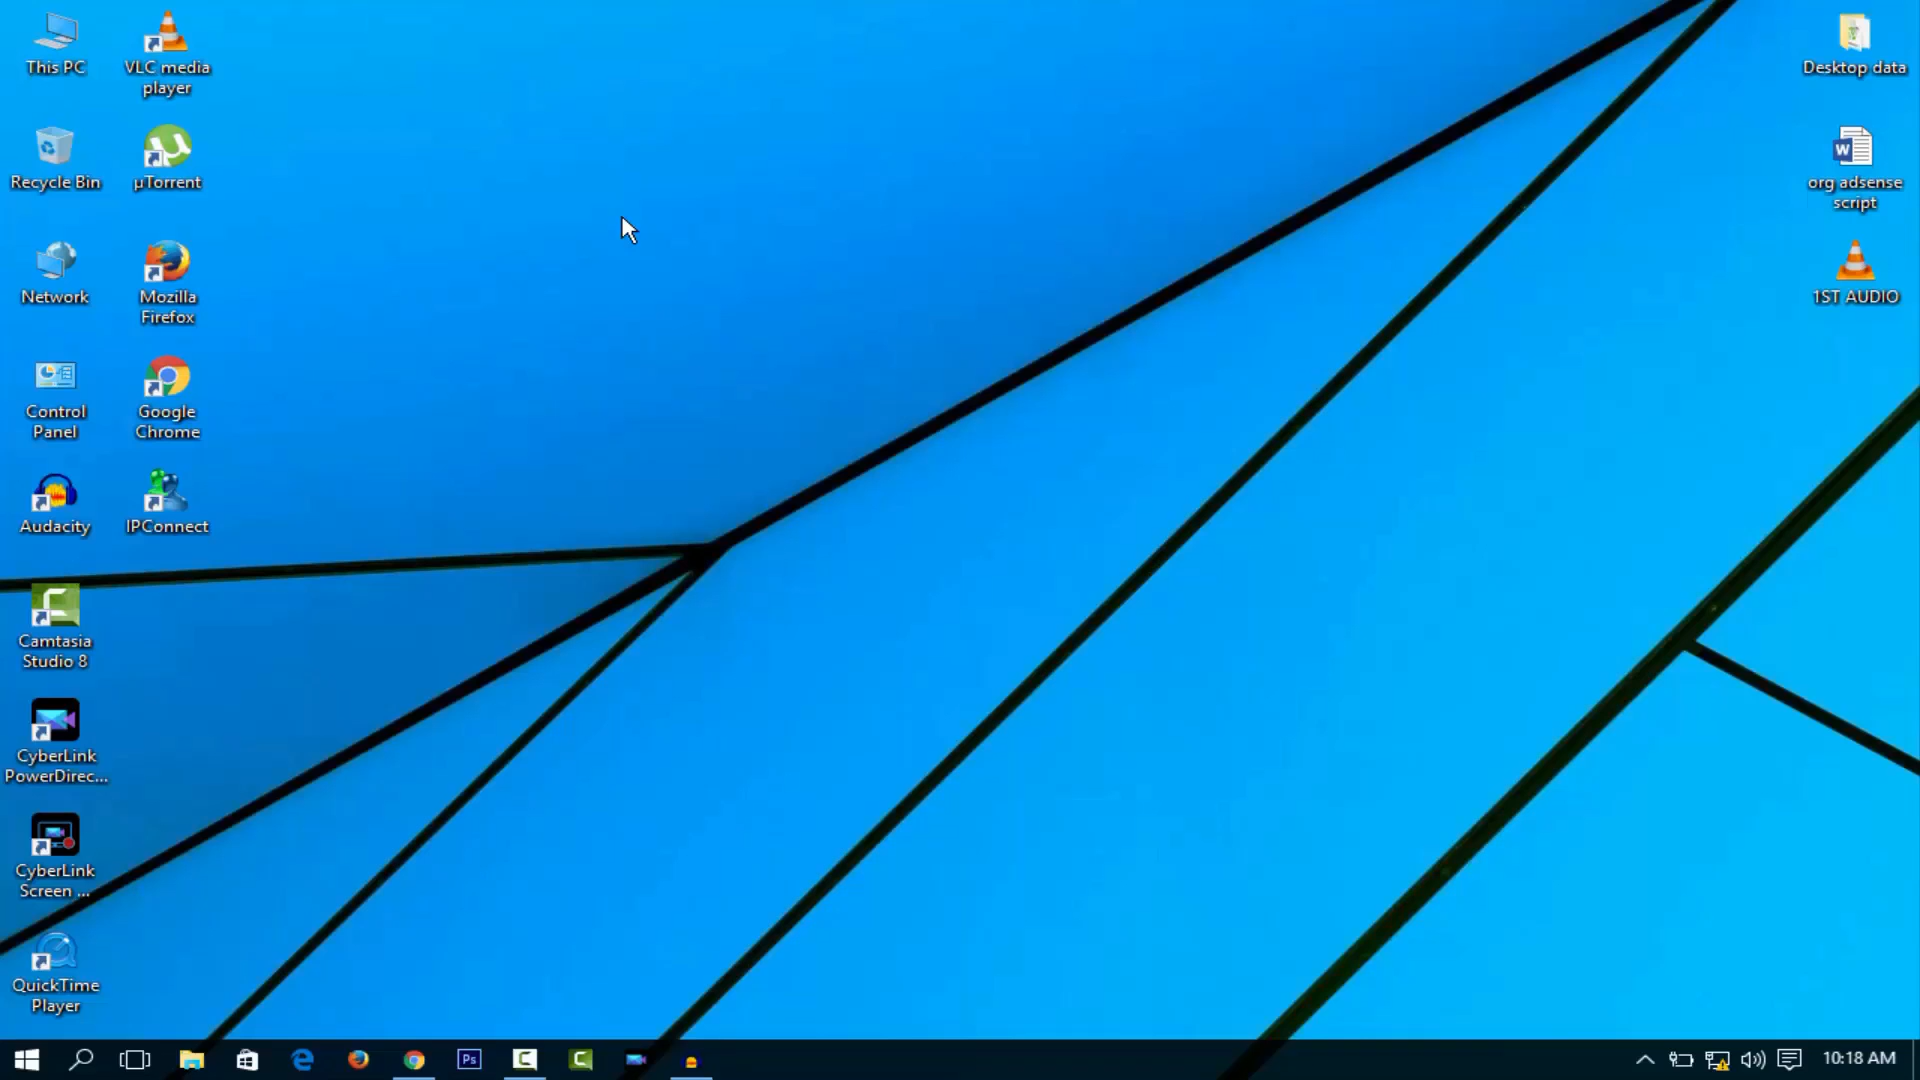 This PC
VLC media
player
Desktop data
Recycle Bin
µTorrent
W
org adsense
script
Network
Mozilla
Firefox
1ST AUDIO
Control
Panel
Google
Chrome
Audacity
IPConnect
Camtasia
Studio 8
CyberLink
PowerDirec...
CyberLink
Screen ...
QuickTime
Player
Ps
10:18 AM